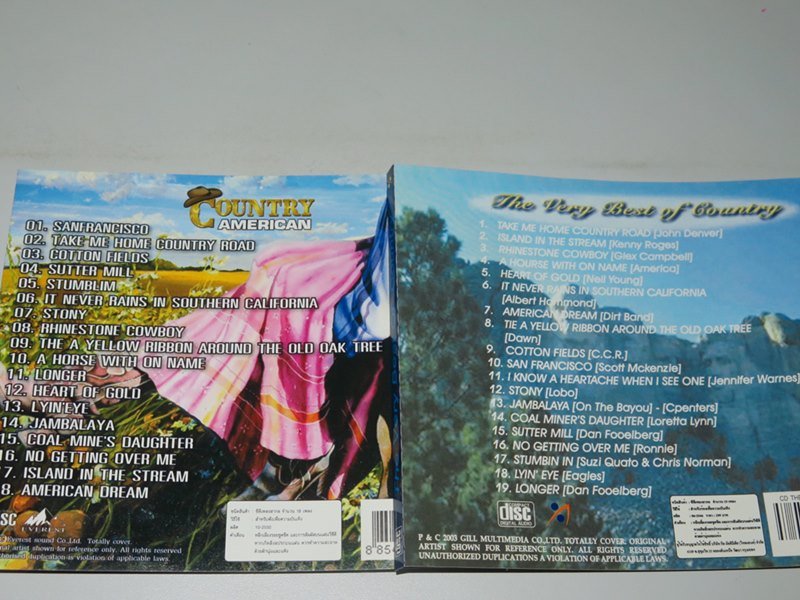 COUNTRY
AMERICAN
01. SANFRANCISCO
02. TAKE ME HOME COUNTRY ROAD
03. COTTON FIELDS
04. SUTTER MILL
05. STUMBLIM
06. IT NEVER RAINS IN SOUTHERN CALIFORNIA
07. STONY
08. RHINESTONE COWBOY
09. THE A YELLOW RIBBON AROUND THE OLD OAK TREE
10. A HORSE WITH ON NAME
11. LONGER
12. HEART OF GOLD
13. LYIN'EYE
14. JAMBALAYA
15. COAL MINE'S DAUGHTER
16. NO GETTING OVER ME
7. ISLAND IN THE STREAM
8. AMERICAN DREAM
SC
EVEREST
Everest sound Co.Ltd. Totally cover.
nal artist shown for reference only. All rights reserved
horized duplication as violation of applicable laws.
The Very Best of Country
1. TAKE ME HOME COUNTRY ROAD [John Denver]
2. ISLAND IN THE STREAM [Kenny Roges]
3. RHINESTONE COWBOY [Glex Campbell]
4. A HOURSE WITH ON NAME [America]
5. HEART OF GOLD [Neil Young]
6. IT NEVER RAINS IN SOUTHERN CALIFORNIA
[Albert Hammond]
7. AMERICAN DREAM [Dirt Band]
8. TIE A YELLOW RIBBON AROUND THE OLD OAK TREE
[Dawn]
9. COTTON FIELDS [C.C.R.]
10. SAN FRANCISCO [Scott Mckenzie]
11. I KNOW A HEARTACHE WHEN I SEE ONE [Jennifer Warnes]
12. STONY [Lobo]
13. JAMBALAYA [On The Bayou] - [Cpenters]
14. COAL MINER'S DAUGHTER [Loretta Lynn]
15. SUTTER MILL [Dan Fooelberg]
16. NO GETTING OVER ME [Ronnie]
17. STUMBIN IN [Suzi Quato & Chris Norman]
18. LYIN' EYE [Eagles]
19. LONGER [Dan Fooelberg]
COMPACT
DISC
DIGITAL AUDIO
P & C 2003 GILL MULTIMEDIA CO.,LTD. TOTALLY COVER. ORIGINAL
ARTIST SHOWN FOR REFERENCE ONLY. ALL RIGHTS RESERVED
UNAUTHORIZED DUPLICATIONS A VIOLATION OF APPLICABLE LAWS.
CD THE